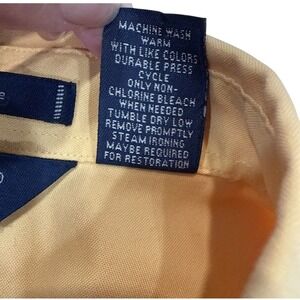 MACHINE WASH
WARM
WITH LIKE COLORS
DURABLE PRESS
CYCLE
ONLY NON-
CHLORINE BLEACH
WHEN NEEDED
TUMBLE DRY LOW
REMOVE PROMPTLY
STEAM IRONING
MAYBE REQUIRED
FOR RESTORATION